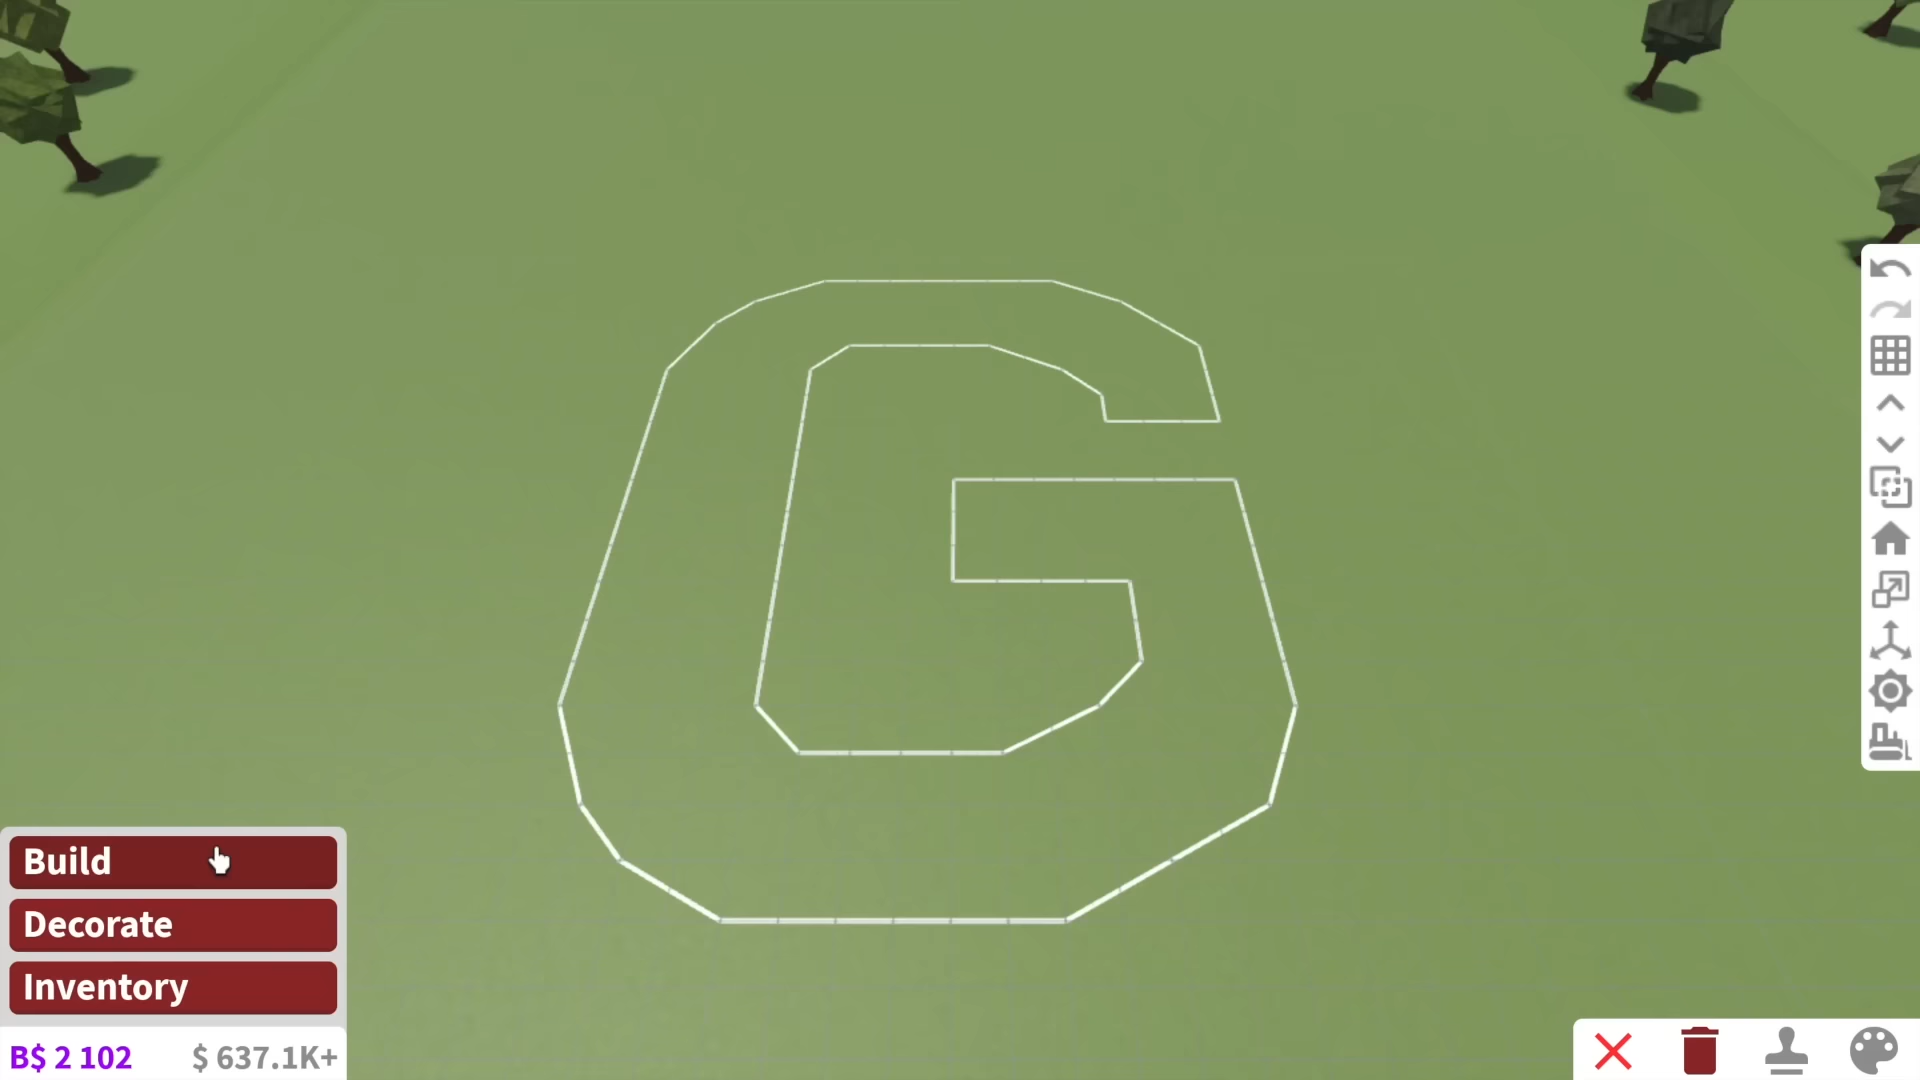 G
Build
Decorate
Inventory
B$ 2 102 $ 637.1K+